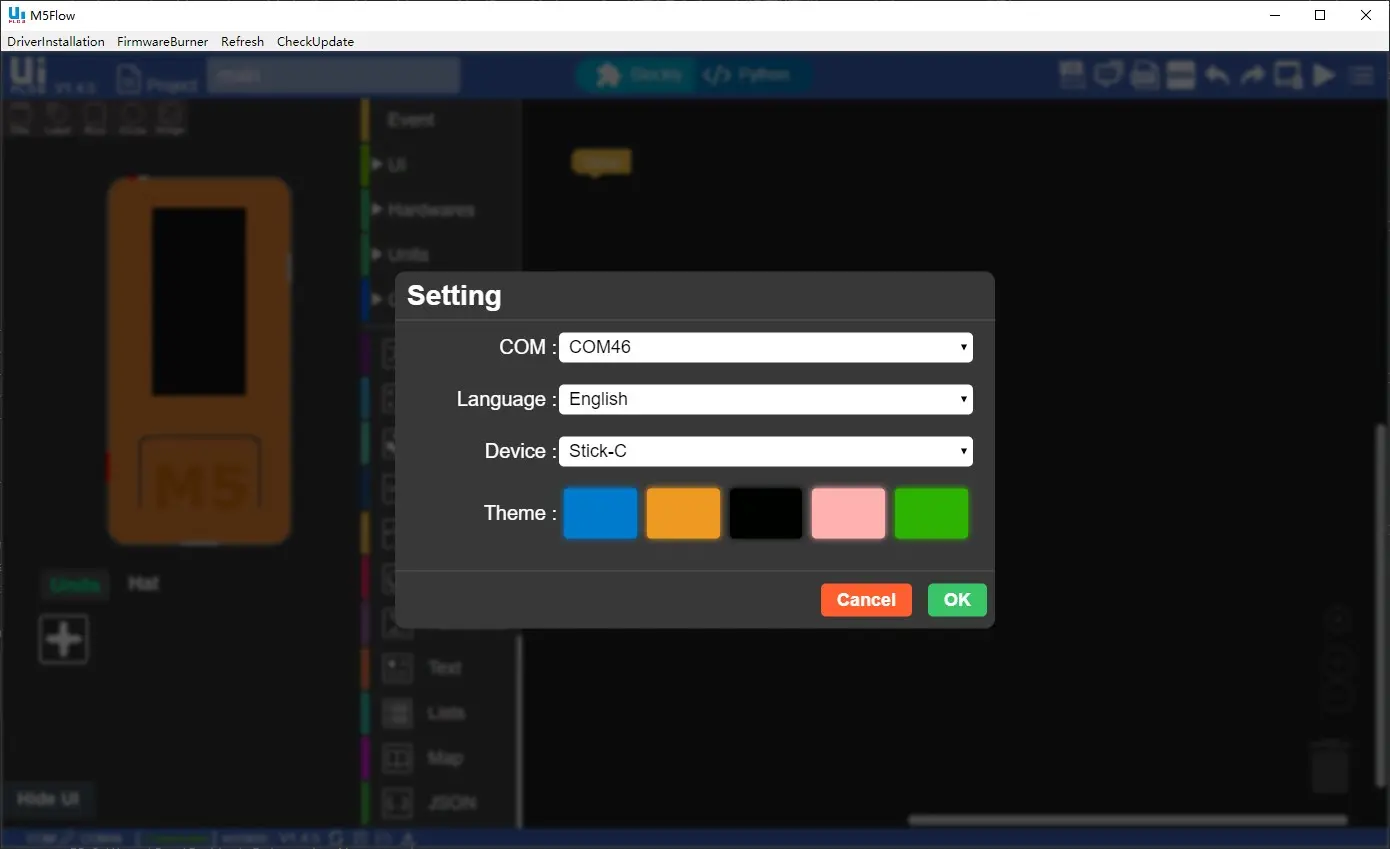 M5Flow
DriverInstallation FirmwareBurner Refresh CheckUpdate
Ui
V1.4.5 Project main Blockly </> Python
Event
UI
Hardwares
Units
Setting
COM : COM46
Language : English
Device : Stick-C
Theme :
Cancel OK
M5
Units Hat
Text
Lists
Map
JSON
Hide UI